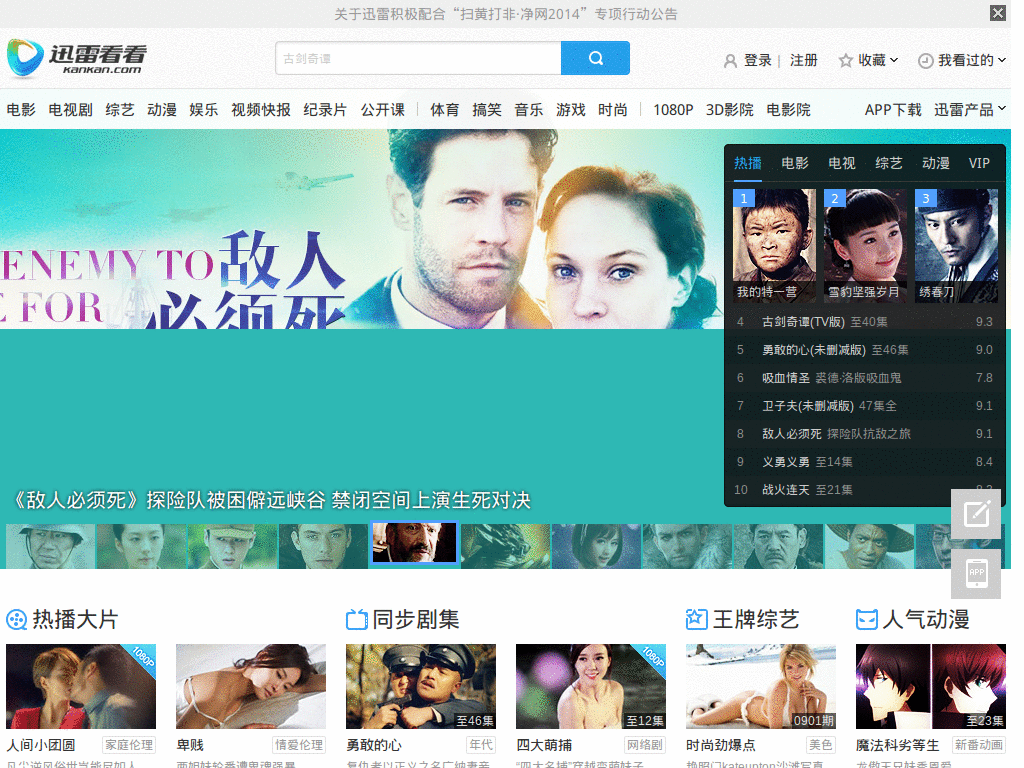 关于迅雷积极配合“扫黄打非·净网2014”专项行动公告
迅雷看看
kankan.com
古剑奇谭
登录 | 注册 收藏 我看过的
电影 电视剧 综艺 动漫 娱乐 视频快报 纪录片 公开课 体育 搞笑 音乐 游戏 时尚 1080P 3D影院 电影院 APP下载 迅雷产品
ENEMY TO
E FOR
敌人
必须死
热播 电影 电视 综艺 动漫 VIP
1 2 3
我的特一营 雪豹坚强岁月 绣春刀
4 古剑奇谭(TV版) 至40集 9.3
5 勇敢的心(未删减版) 至46集 9.0
6 吸血情圣 裘德·洛版吸血鬼 7.8
7 卫子夫(未删减版) 47集全 9.1
8 敌人必须死 探险队抗敌之旅 9.1
9 义勇义勇 至14集 8.4
10 战火连天 至21集
《敌人必须死》探险队被困僻远峡谷 禁闭空间上演生死对决
APP
热播大片 同步剧集 王牌综艺 人气动漫
1080P 至46集 1080P 至12集 0901期 至23集
人间小团圆 家庭伦理 卑贱 情爱伦理 勇敢的心 年代 四大萌捕 网络剧 时尚劲爆点 美色 魔法科劣等生 新番动画